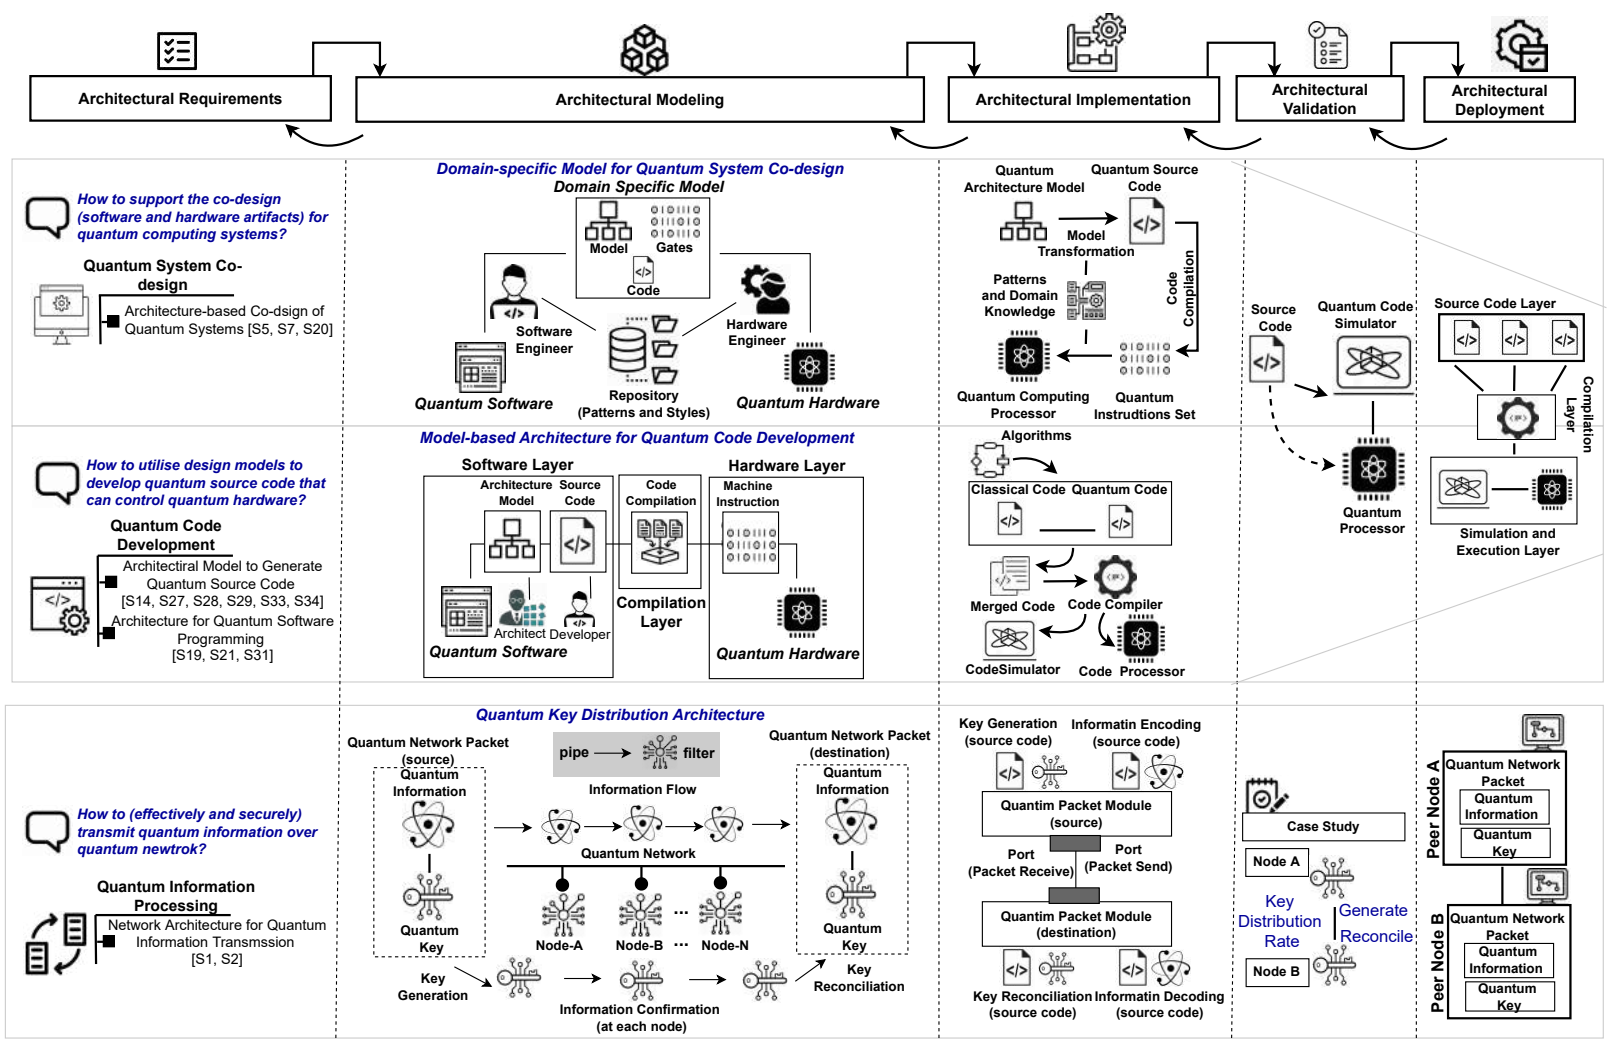 Architectural Requirements
Architectural Modeling
Architectural Implementation
Architectural
Validation
Architectural
Deployment
How to support the co-design
(software and hardware artifacts) for
quantum computing systems?
Quantum System Co-
design
Architecture-based Co-dsign of
Quantum Systems [S5, S7, S20]
Domain-specific Model for Quantum System Co-design
Domain Specific Model
Model
Gates
Code
Software
Engineer
Hardware
Engineer
Repository
(Patterns and Styles)
Quantum Software
Quantum Hardware
Quantum
Architecture Model
Quantum Source
Code
Model
Transformation
Code
Compilation
Patterns
and Domain
Knowledge
Quantum Computing
Processor
Quantum
Instrudtions Set
Source
Code
Quantum Code
Simulator
Quantum
Processor
Source Code Layer
Compilation
Layer
Simulation and
Execution Layer
How to utilise design models to
develop quantum source code that
can control quantum hardware?
Quantum Code
Development
Architectiral Model to Generate
Quantum Source Code
[S14, S27, S28, S29, S33, S34]
Architecture for Quantum Software
Programming
[S19, S21, S31]
Model-based Architecture for Quantum Code Development
Software Layer
Hardware Layer
Architecture
Model
Source
Code
Code
Compilation
Machine
Instruction
Architect
Developer
Compilation
Layer
Quantum Software
Quantum Hardware
Algorithms
Classical Code
Quantum Code
Merged Code
Code Compiler
CodeSimulator
Code Processor
How to (effectively and securely)
transmit quantum information over
quantum newtrok?
Quantum Information
Processing
Network Architecture for Quantum
Information Transmssion
[S1, S2]
Quantum Key Distribution Architecture
Quantum Network Packet
(source)
Quantum
Information
Quantum
Key
pipe
filter
Information Flow
Quantum Network
Node-A
Node-B
...
...
Node-N
Quantum Network Packet
(destination)
Quantum
Information
Quantum
Key
Key
Generation
Information Confirmation
(at each node)
Key
Reconciliation
Key Generation
(source code)
Informatin Encoding
(source code)
Quantim Packet Module
(source)
Port
(Packet Receive)
Port
(Packet Send)
Quantim Packet Module
(destination)
Key Reconciliation
(source code)
Informatin Decoding
(source code)
Case Study
Node A
Key
Distribution
Rate
Generate
Reconcile
Node B
Peer Node A
Quantum Network
Packet
Quantum
Information
Quantum
Key
Peer Node B
Quantum Network
Packet
Quantum
Information
Quantum
Key